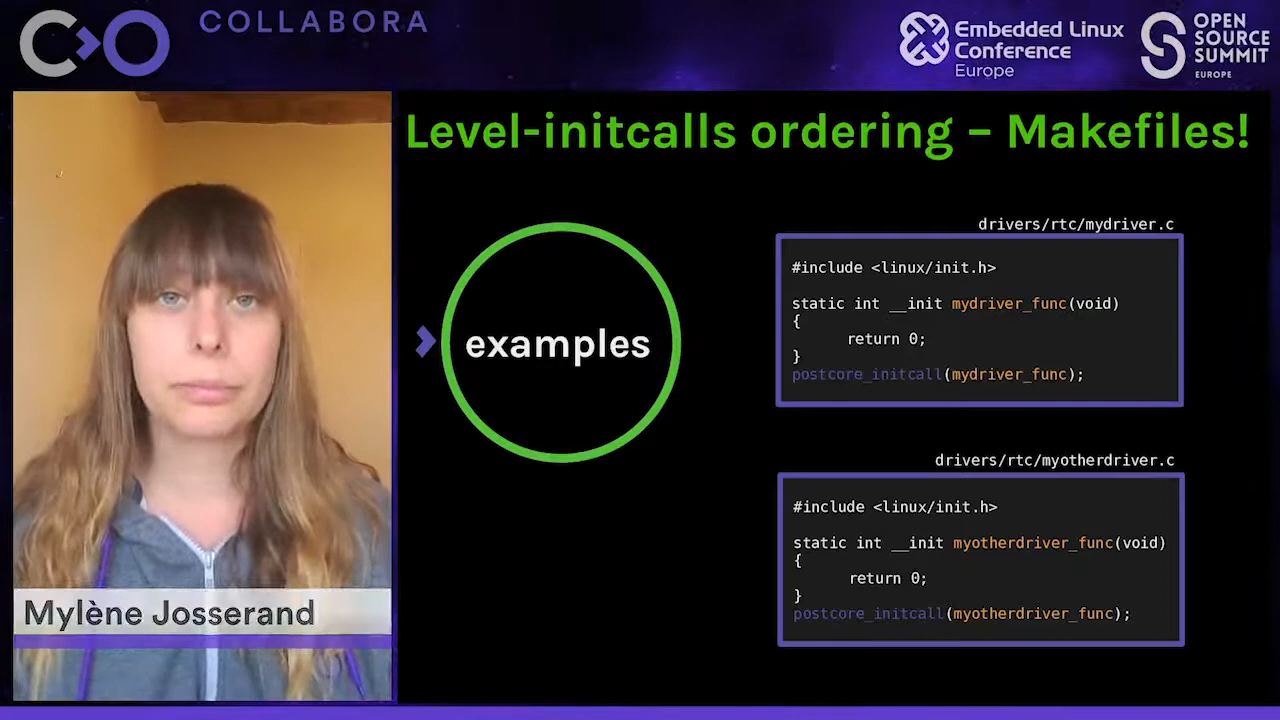 COLLABORA
Embedded Linux
Conference
Europe
OPEN
SOURCE
SUMMIT
EUROPE
Level-initcalls ordering – Makefiles!
examples
drivers/rtc/mydriver.c
#include <linux/init.h>
static int __init mydriver_func(void)
{
return 0;
}
postcore_initcall(mydriver_func);
drivers/rtc/myotherdriver.c
#include <linux/init.h>
static int __init myotherdriver_func(void)
{
return 0;
}
postcore_initcall(myotherdriver_func);
Mylène Josserand